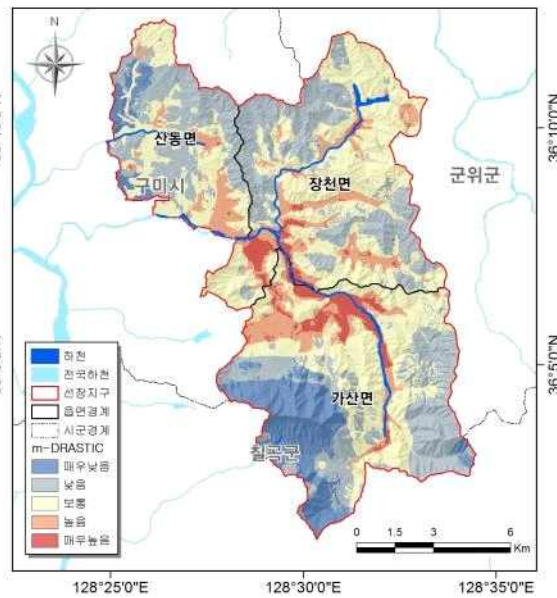 N
산동면
구미시
장천면
군위군
가산면
칠곡군
36°10'0"N
36°5'0"N
하천
전국하천
선장지구
읍면경계
시군경계
m-DRASTIC
매우낮음
낮음
보통
높음
매우높음
0 1.5 3 6
Km
128°25'0"E 128°30'0"E 128°35'0"E